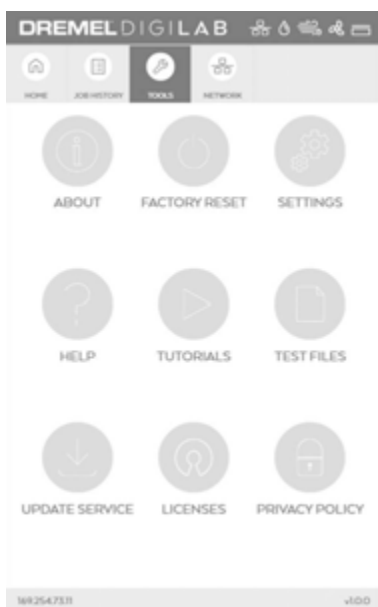 DREMEL DIGILAB
HOME JOB HISTORY TOOLS NETWORK
ABOUT FACTORY RESET SETTINGS
HELP TUTORIALS TEST FILES
UPDATE SERVICE LICENSES PRIVACY POLICY
169.254.73.11 v1.0.0